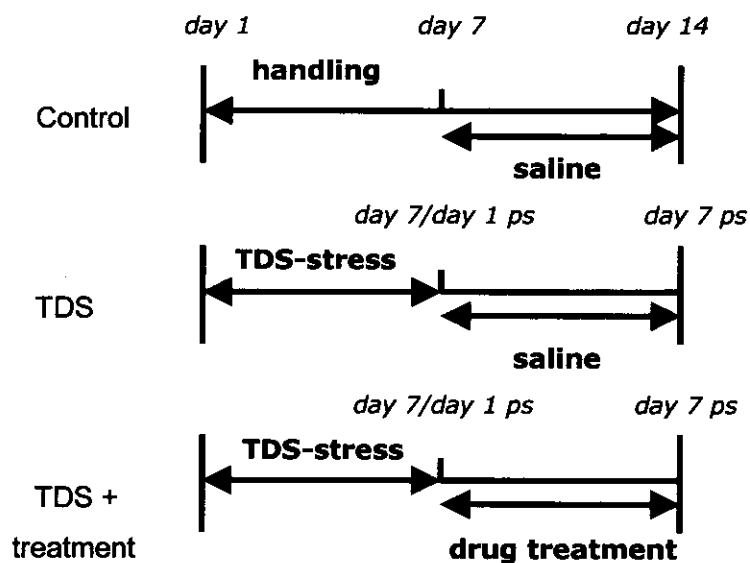 day 1 day 7 day 14
handling
Control
saline
day 7/day 1 ps day 7 ps
TDS-stress
TDS
saline
day 7/day 1 ps day 7 ps
TDS-stress
TDS +
treatment drug treatment